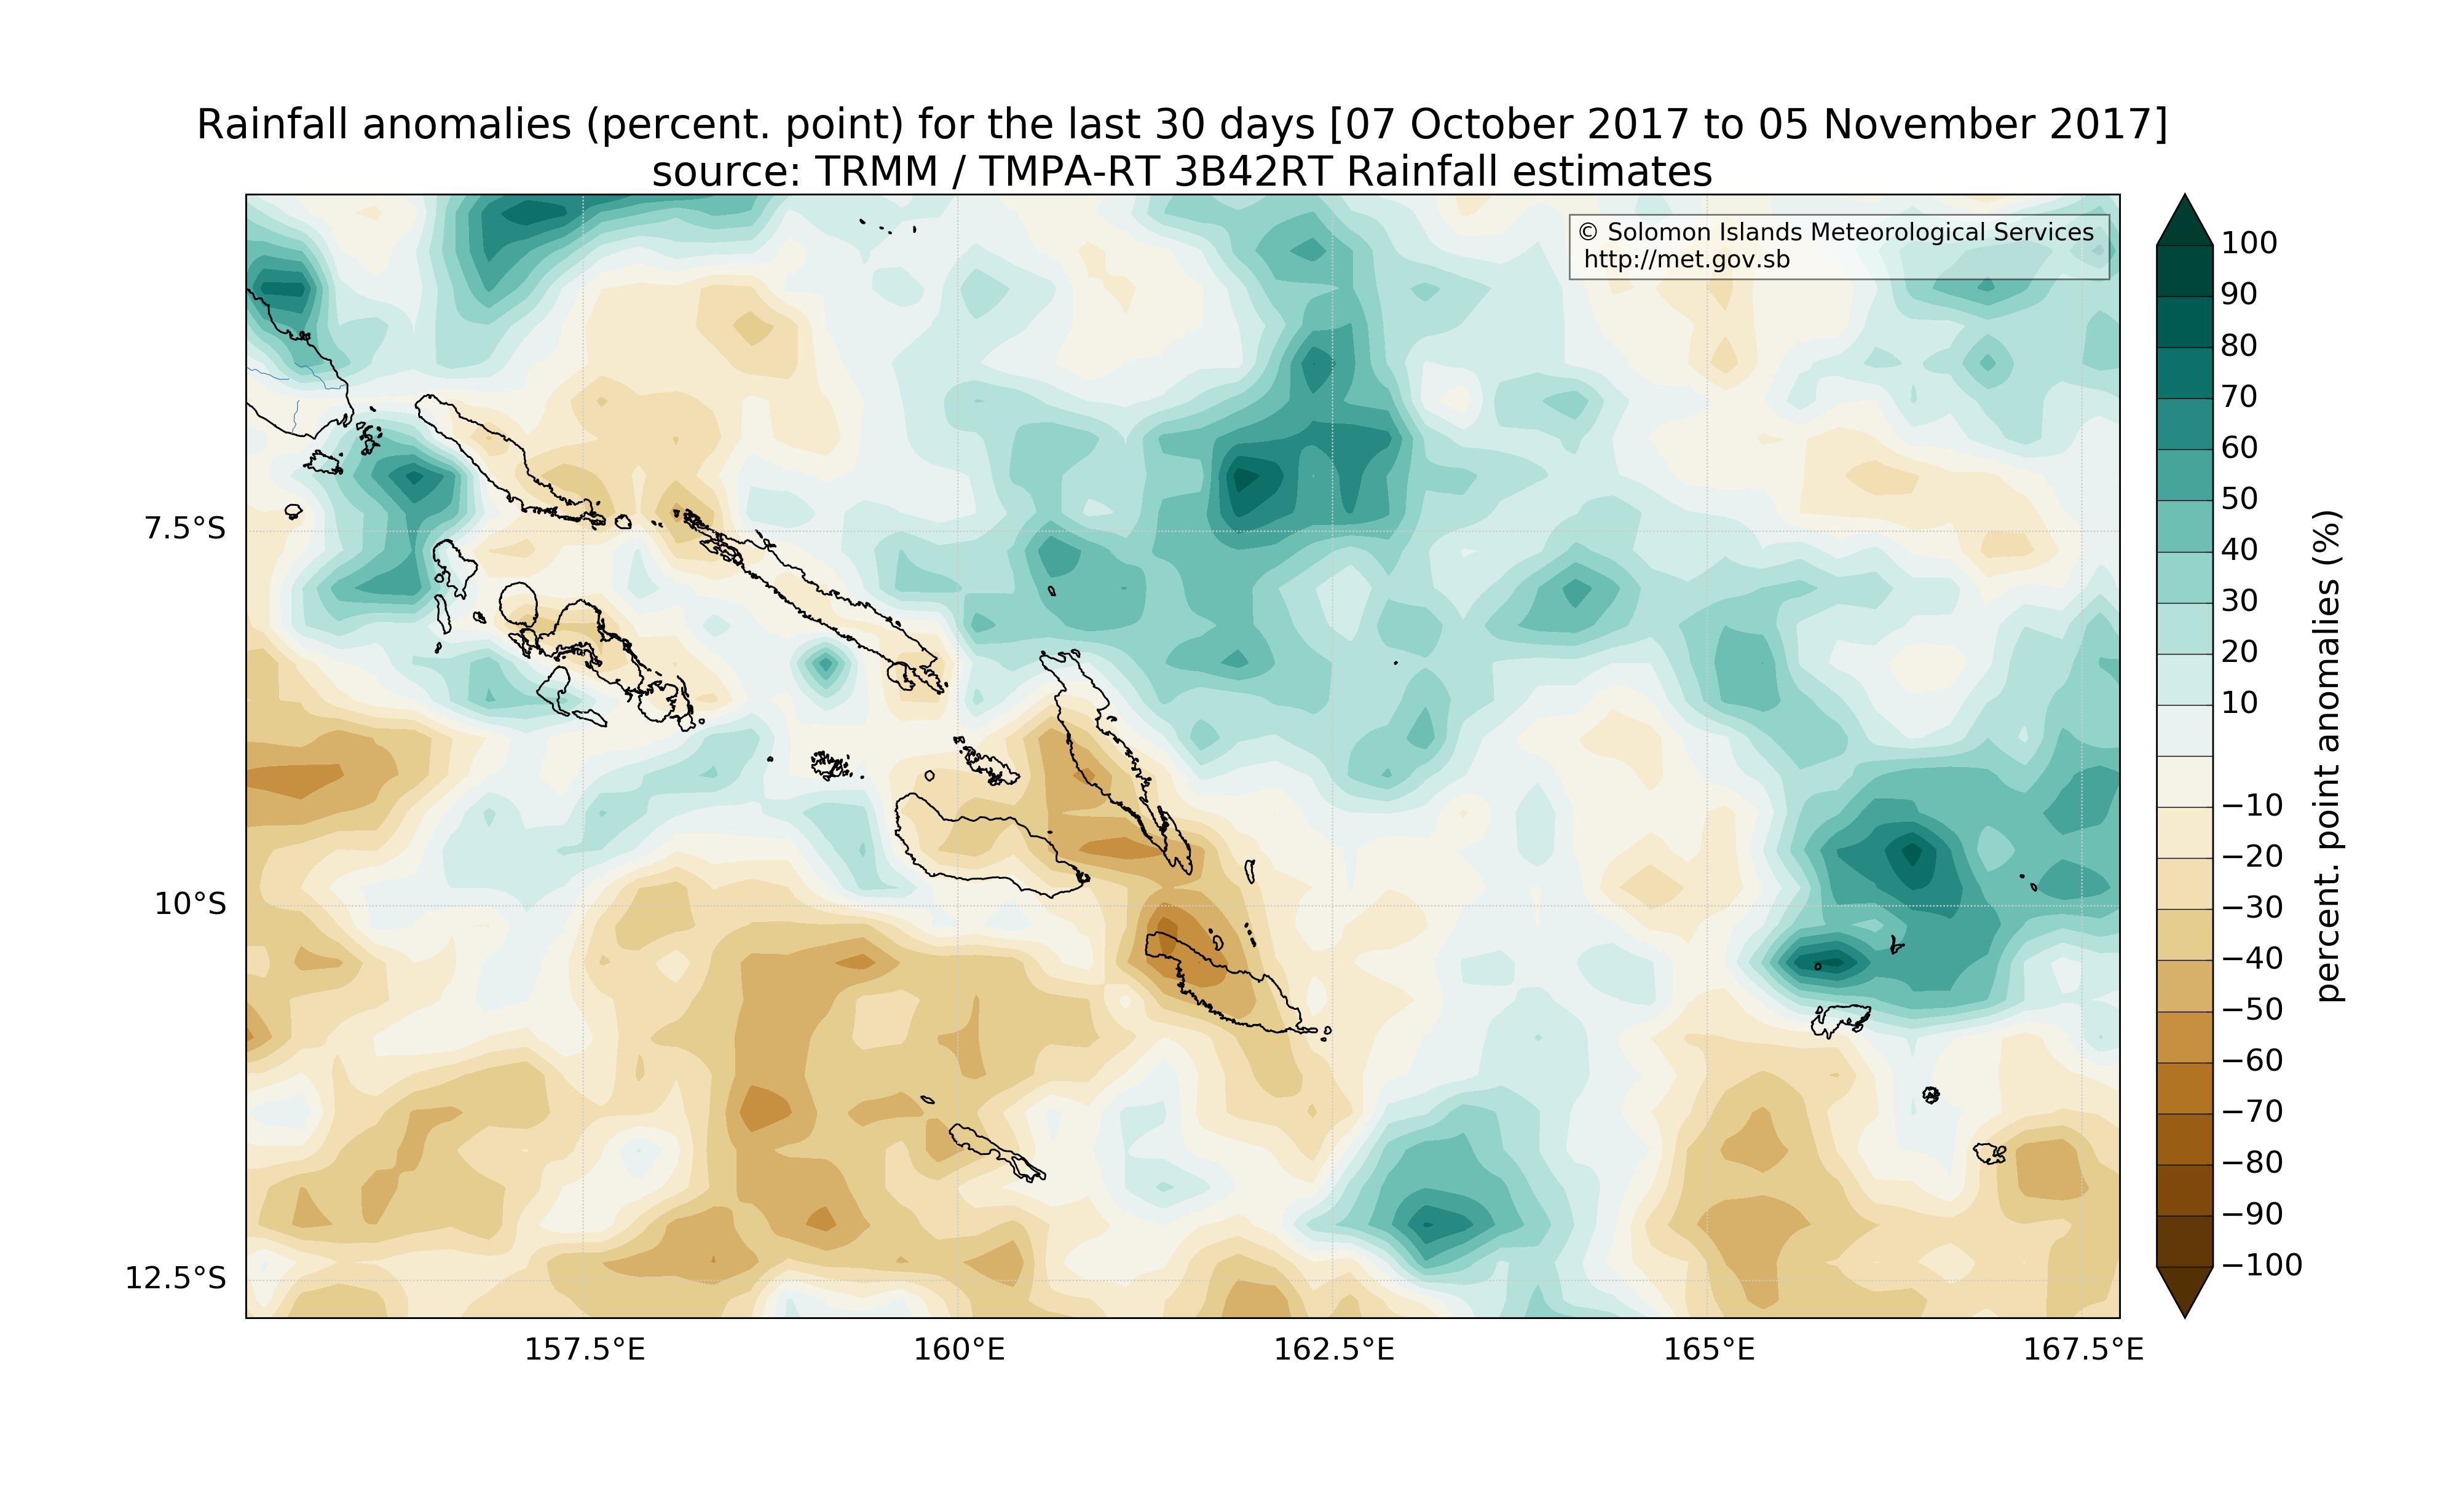 Rainfall anomalies (percent. point) for the last 30 days [07 October 2017 to 05 November 2017]
source: TRMM / TMPA-RT 3B42RT Rainfall estimates
© Solomon Islands Meteorological Services
http://met.gov.sb
7.5°S
10°S
12.5°S
157.5°E
160°E
162.5°E
165°E
167.5°E
100
90
80
70
60
50
40
30
20
10
−10
−20
−30
−40
−50
−60
−70
−80
−90
−100
percent. point anomalies (%)